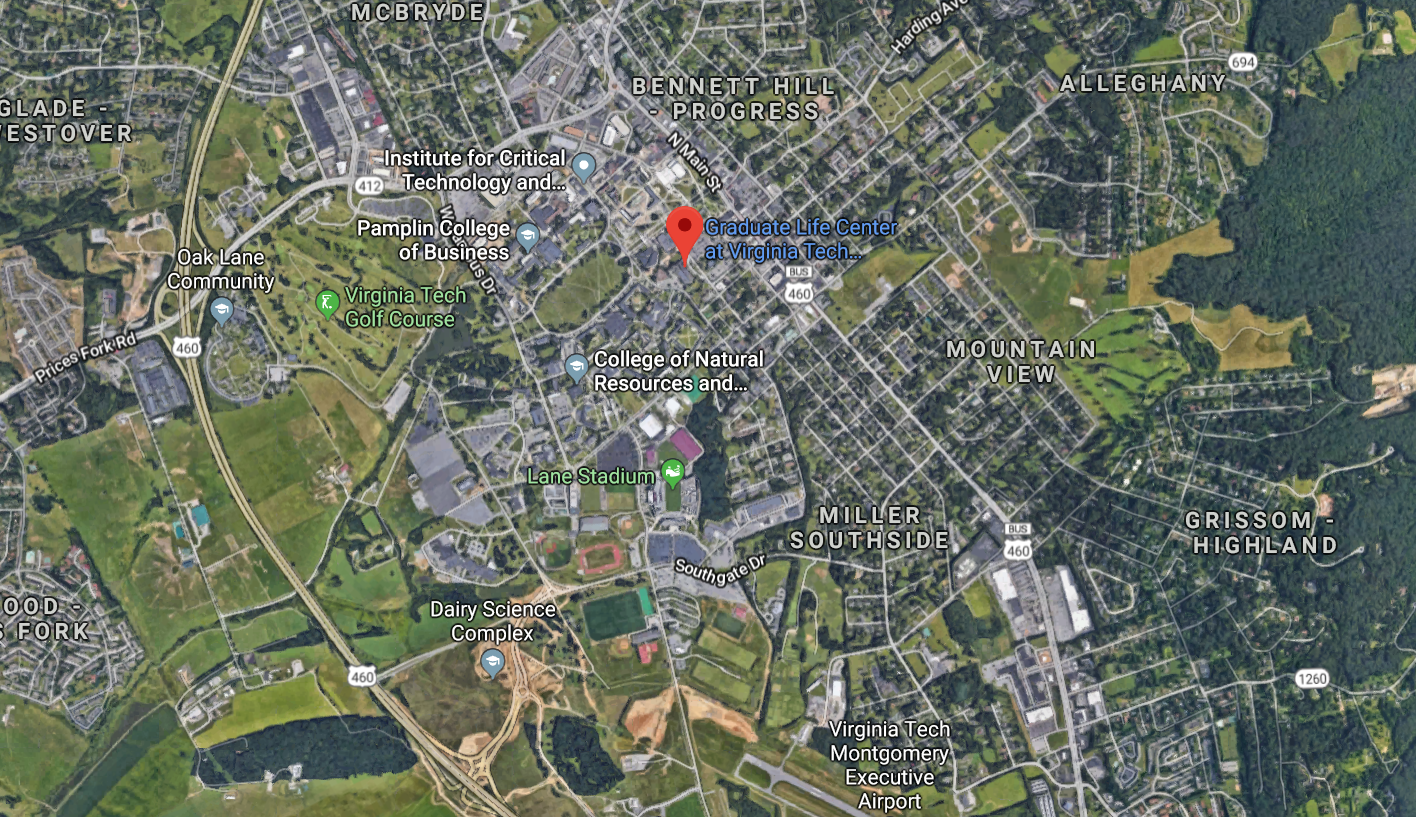 MCBRYDE
Harding Ave
694
BENNETT HILL
- PROGRESS
ALLEGHANY
GLADE -
WESTOVER
N Main St
Institute for Critical
Technology and...
412
Pamplin College
of Business
Graduate Life Center
at Virginia Tech...
Oak Lane
Community
BUS
460
Virginia Tech
Golf Course
Prices Fork Rd
460
MOUNTAIN
VIEW
College of Natural
Resources and...
Lane Stadium
MILLER
SOUTHSIDE
GRISSOM -
HIGHLAND
BUS
460
Southgate Dr
OOD -
S FORK
Dairy Science
Complex
460
1260
Virginia Tech
Montgomery
Executive
Airport